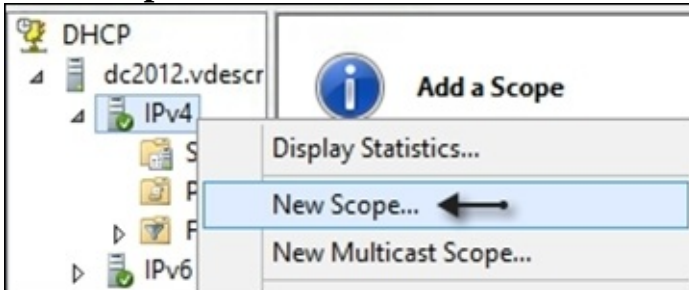 DHCP
dc2012.vdescr
IPv4
Add a Scope
S
Display Statistics...
P
New Scope...
F
New Multicast Scope...
IPv6